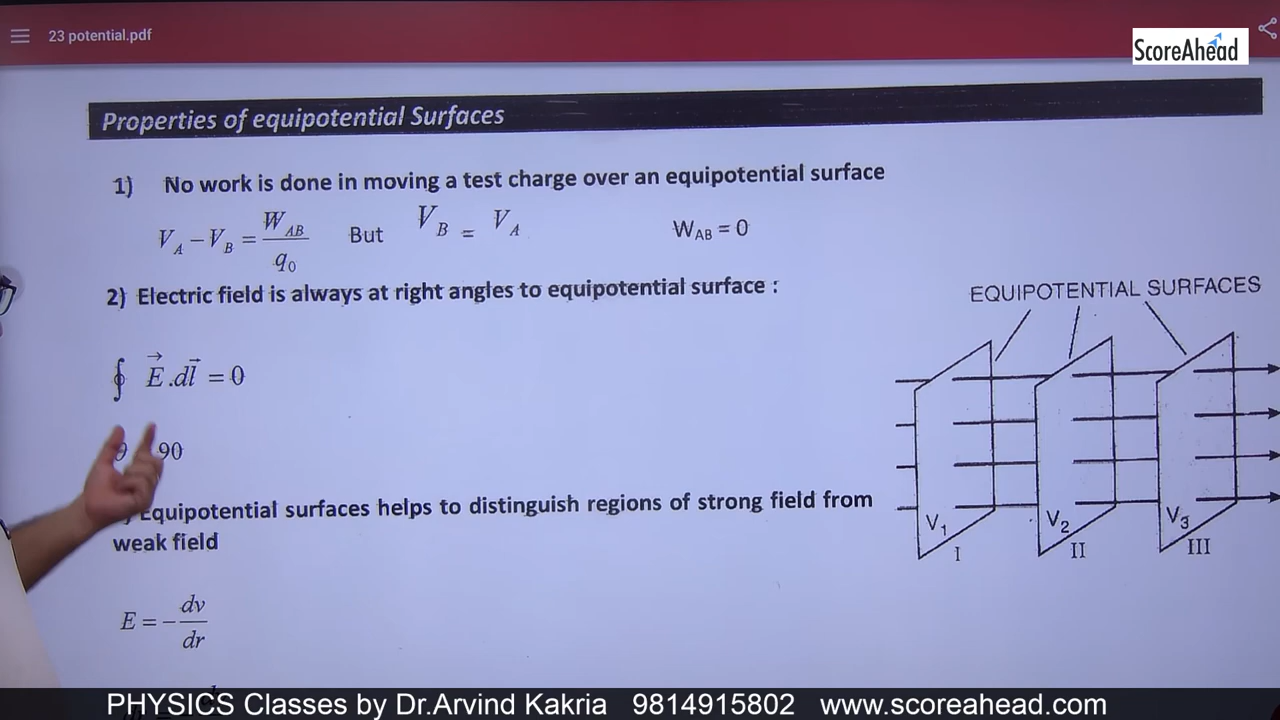 23 potential.pdf
ScoreAhead
Properties of equipotential Surfaces
1) No work is done in moving a test charge over an equipotential surface
V_A − V_B = W_AB / q_0 But V_B = V_A W_AB = 0
2) Electric field is always at right angles to equipotential surface :
EQUIPOTENTIAL SURFACES
∮ E⃗.dl⃗ = 0
90
Equipotential surfaces helps to distinguish regions of strong field from
weak field
V1 V2 V3
I II III
E = − dv / dr
PHYSICS Classes by Dr.Arvind Kakria 9814915802 www.scoreahead.com